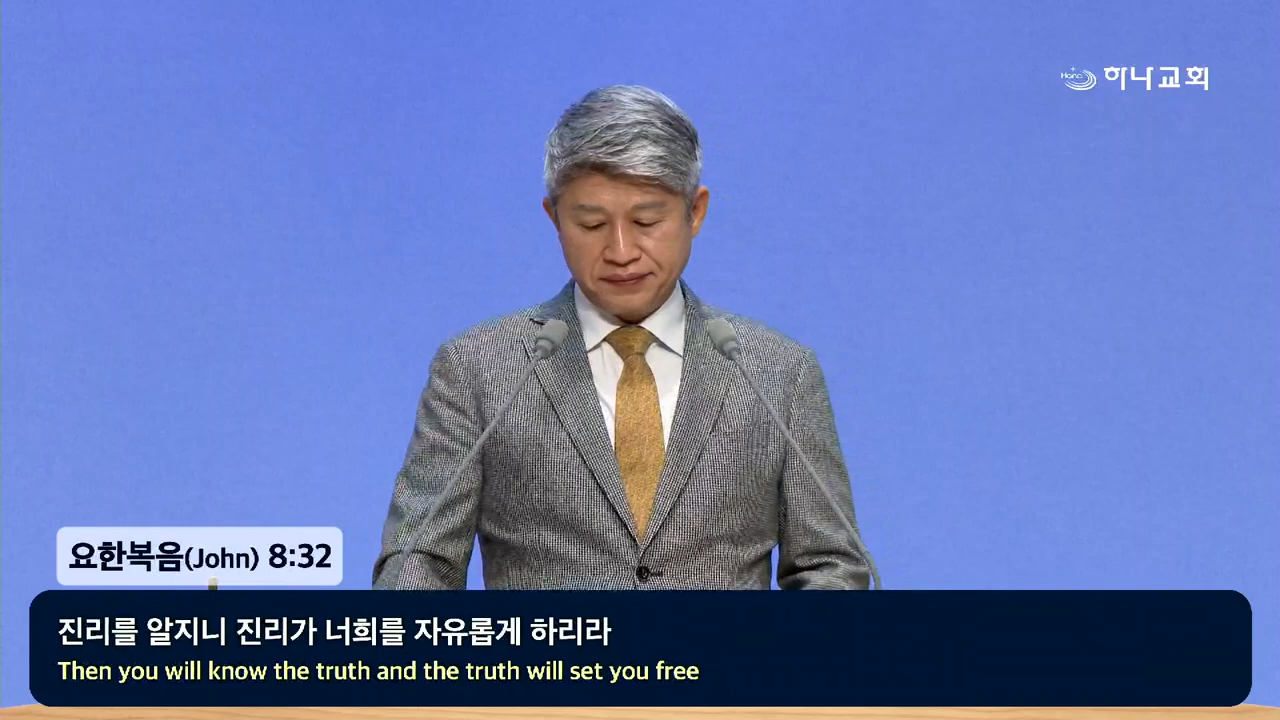 Hana 하나교회
요한복음(John) 8:32
진리를 알지니 진리가 너희를 자유롭게 하리라
Then you will know the truth and the truth will set you free